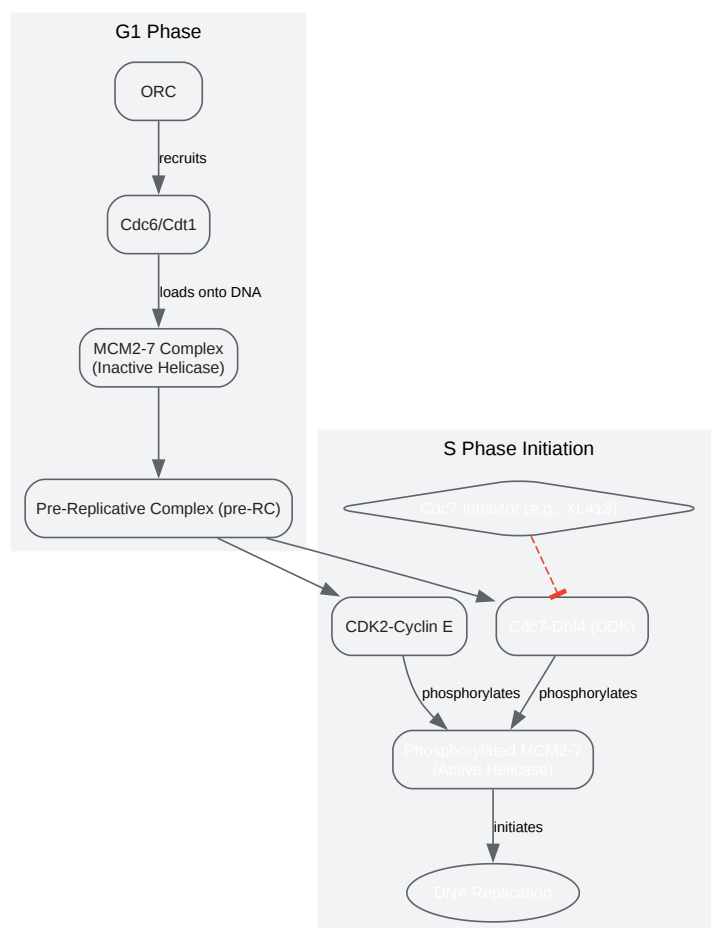 G1 Phase
ORC
recruits
Cdc6/Cdt1
loads onto DNA
MCM2-7 Complex
(Inactive Helicase)
Pre-Replicative Complex (pre-RC)
S Phase Initiation
Cdc7 Inhibitor (e.g., XL413)
CDK2-Cyclin E
Cdc7-Dbf4 (DDK)
phosphorylates
phosphorylates
Phosphorylated MCM2-7
(Active Helicase)
initiates
DNA Replication